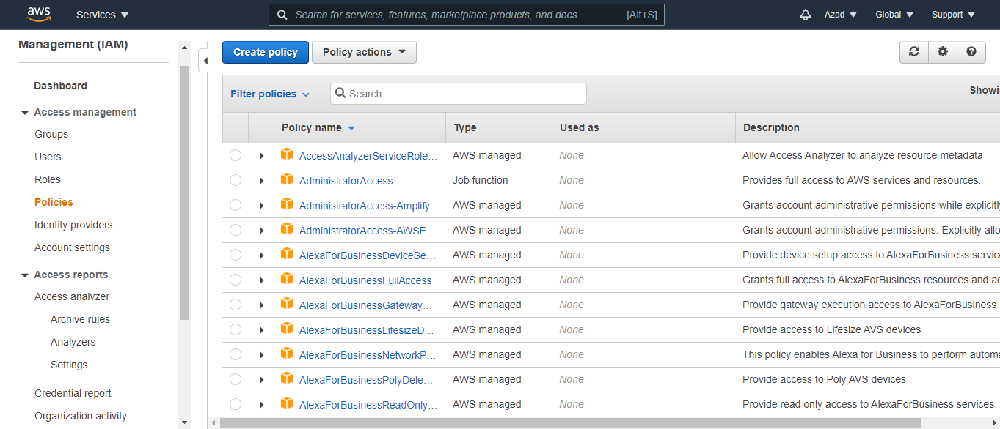 aws Services Search for services, features, marketplace products, and docs [Alt+S] Azad Global Support
Management (IAM)
Dashboard
Access management
Groups
Users
Roles
Policies
Identity providers
Account settings
Access reports
Access analyzer
Archive rules
Analyzers
Settings
Credential report
Organization activity
Create policy Policy actions
Filter policies Search Showi
Policy name Type Used as Description
AccessAnalyzerServiceRole... AWS managed None Allow Access Analyzer to analyze resource metadata
AdministratorAccess Job function None Provides full access to AWS services and resources.
AdministratorAccess-Amplify AWS managed None Grants account administrative permissions while explicitly
AdministratorAccess-AWSE... AWS managed None Grants account administrative permissions. Explicitly allo
AlexaForBusinessDeviceSe... AWS managed None Provide device setup access to AlexaForBusiness service
AlexaForBusinessFullAccess AWS managed None Grants full access to AlexaForBusiness resources and ac
AlexaForBusinessGateway... AWS managed None Provide gateway execution access to AlexaForBusiness
AlexaForBusinessLifesizeD... AWS managed None Provide access to Lifesize AVS devices
AlexaForBusinessNetworkP... AWS managed None This policy enables Alexa for Business to perform automa
AlexaForBusinessPolyDele... AWS managed None Provide access to Poly AVS devices
AlexaForBusinessReadOnly... AWS managed None Provide read only access to AlexaForBusiness services